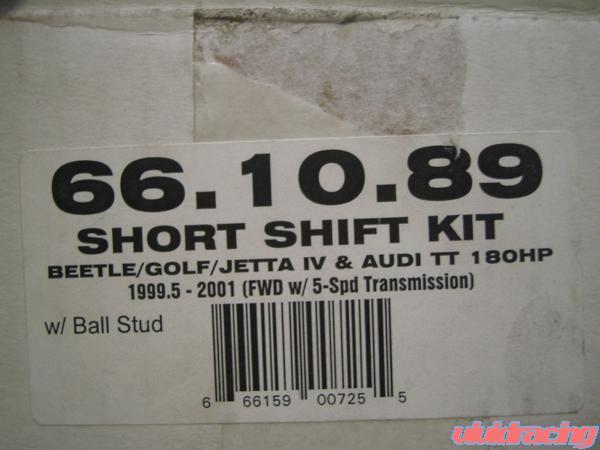 66.10.89
SHORT SHIFT KIT
BEETLE/GOLF/JETTA IV & AUDI TT 180HP
1999.5 - 2001 (FWD w/ 5-Spd Transmission)
w/ Ball Stud
6 66159 00725 5
vividracing